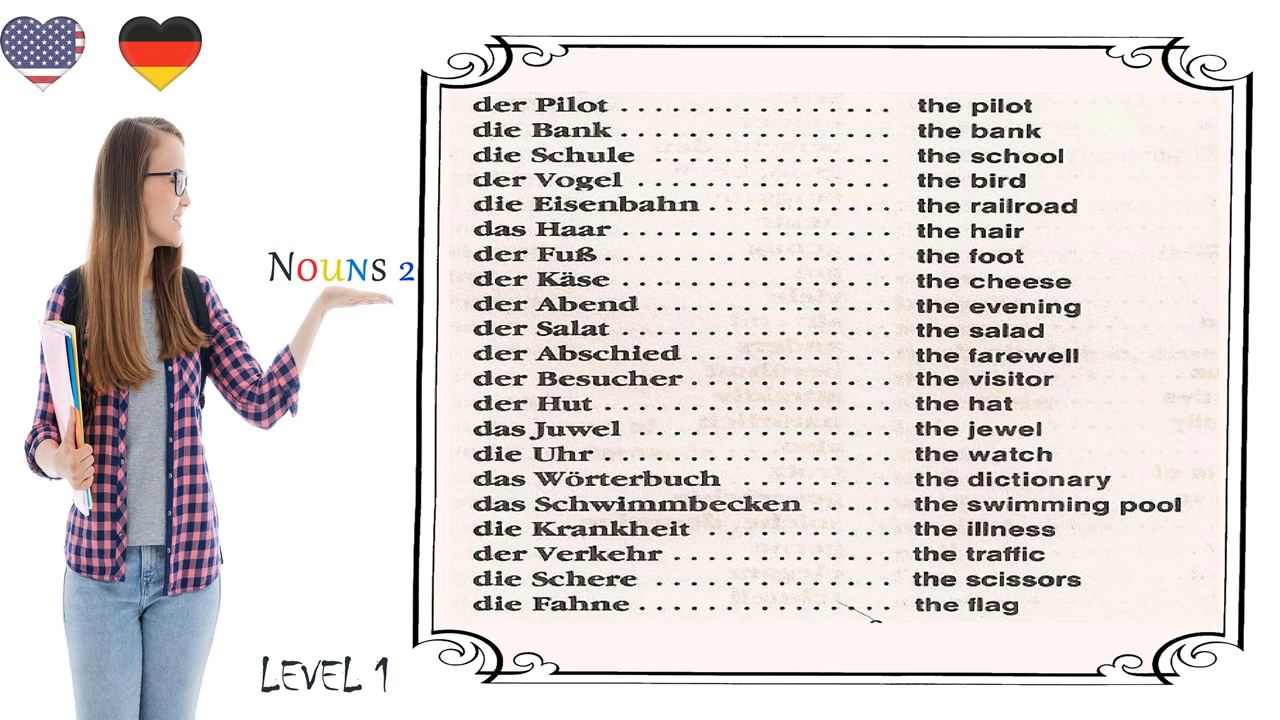 der Pilot . . . . . . . . . . . . . . . . . the pilot
die Bank . . . . . . . . . . . . . . . . . the bank
die Schule . . . . . . . . . . . . . . . the school
der Vogel . . . . . . . . . . . . . . . . the bird
die Eisenbahn . . . . . . . . . . . the railroad
das Haar . . . . . . . . . . . . . . . . . the hair
der Fuß . . . . . . . . . . . . . . . . . . the foot
der Käse . . . . . . . . . . . . . . . . . the cheese
der Abend . . . . . . . . . . . . . . . the evening
der Salat . . . . . . . . . . . . . . . . . the salad
der Abschied . . . . . . . . . . . . the farewell
der Besucher . . . . . . . . . . . . the visitor
der Hut . . . . . . . . . . . . . . . . . . the hat
das Juwel . . . . . . . . . . . . . . . . the jewel
die Uhr . . . . . . . . . . . . . . . . . . the watch
das Wörterbuch . . . . . . . . . the dictionary
das Schwimmbecken . . . . . the swimming pool
die Krankheit . . . . . . . . . . . . the illness
der Verkehr . . . . . . . . . . . . . . the traffic
die Schere . . . . . . . . . . . . . . . the scissors
die Fahne . . . . . . . . . . . . . . . . the flag
Nouns 2
LEVEL 1